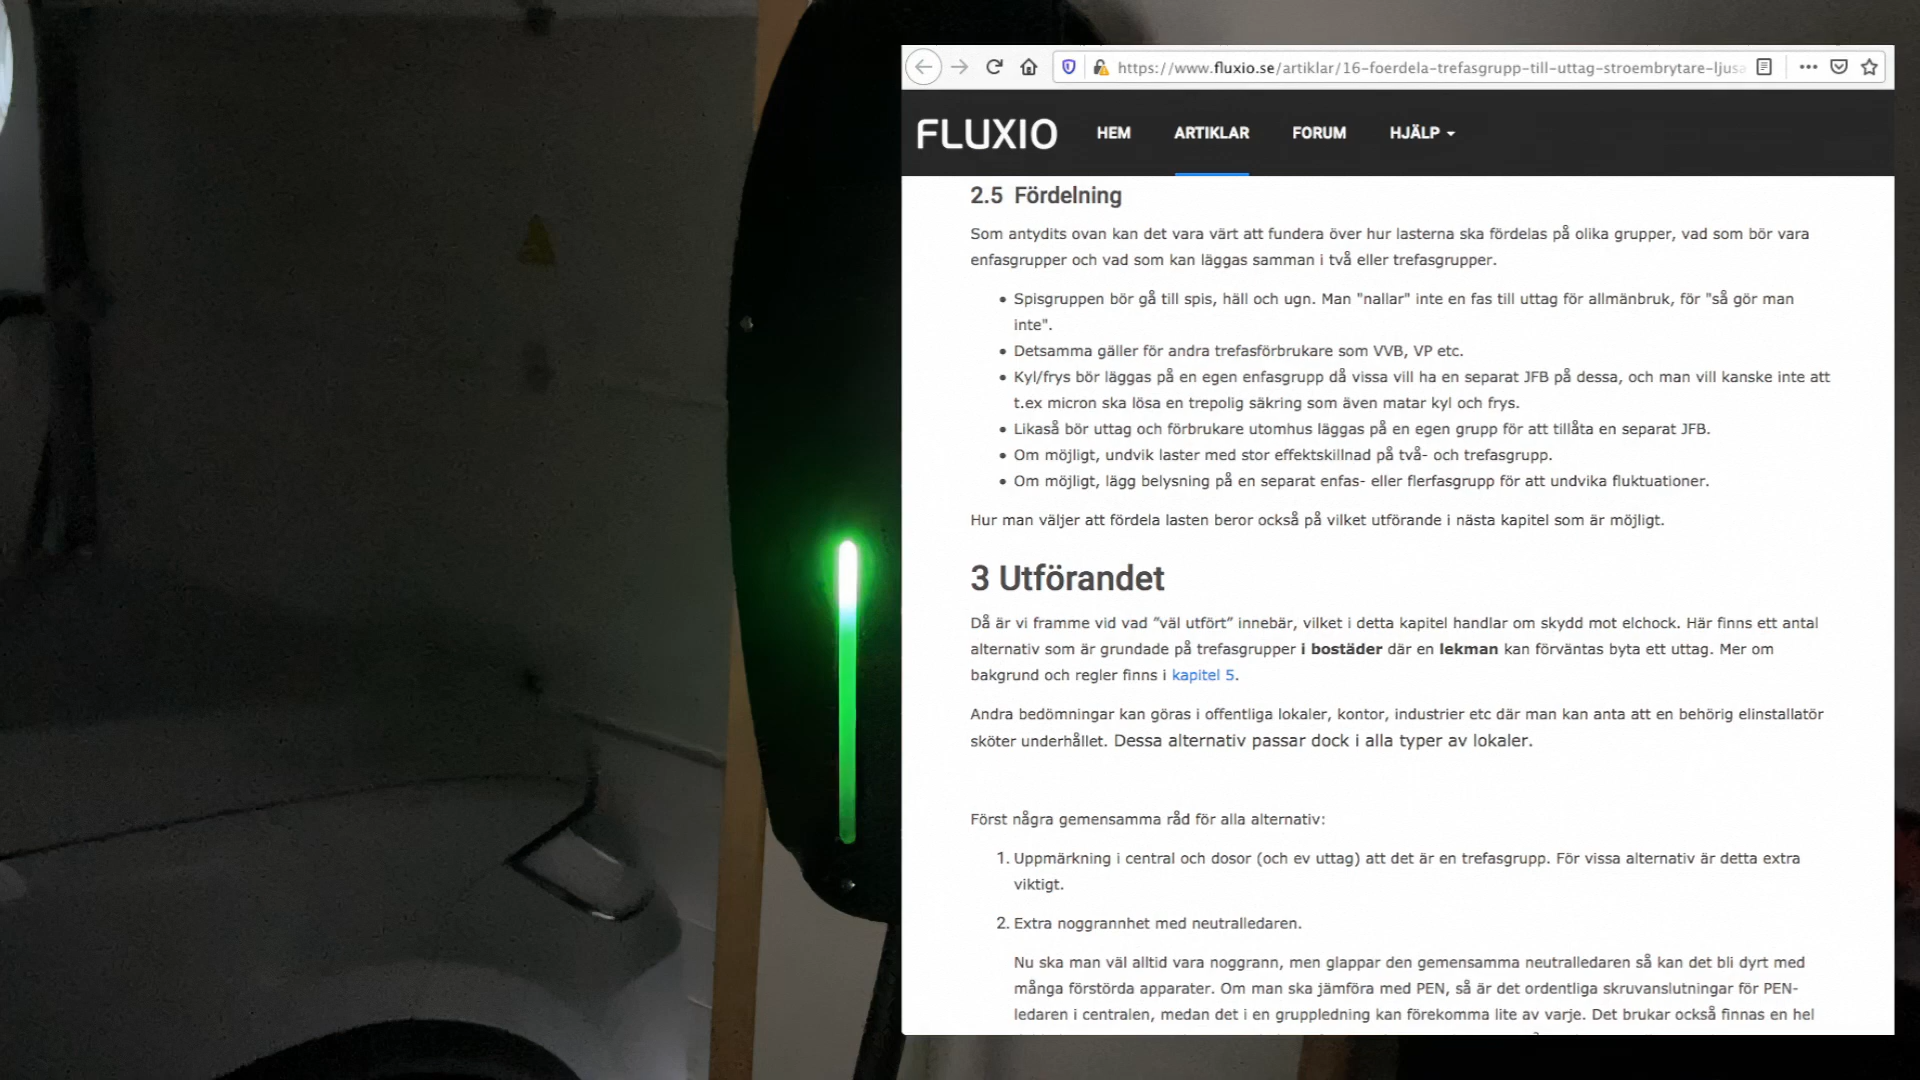 https://www.fluxio.se/artiklar/16-foerdela-trefasgrupp-till-uttag-stroembrytare-ljusa
FLUXIO HEM ARTIKLAR FORUM HJÄLP
2.5 Fördelning
Som antydits ovan kan det vara värt att fundera över hur lasterna ska fördelas på olika grupper, vad som bör vara
enfasgrupper och vad som kan läggas samman i två eller trefasgrupper.
• Spisgruppen bör gå till spis, häll och ugn. Man "nallar" inte en fas till uttag för allmänbruk, för "så gör man
inte".
• Detsamma gäller för andra trefasförbrukare som VVB, VP etc.
• Kyl/frys bör läggas på en egen enfasgrupp då vissa vill ha en separat JFB på dessa, och man vill kanske inte att
t.ex micron ska lösa en trepolig säkring som även matar kyl och frys.
• Likaså bör uttag och förbrukare utomhus läggas på en egen grupp för att tillåta en separat JFB.
• Om möjligt, undvik laster med stor effektskillnad på två- och trefasgrupp.
• Om möjligt, lägg belysning på en separat enfas- eller flerfasgrupp för att undvika fluktuationer.
Hur man väljer att fördela lasten beror också på vilket utförande i nästa kapitel som är möjligt.
3 Utförandet
Då är vi framme vid vad ”väl utfört” innebär, vilket i detta kapitel handlar om skydd mot elchock. Här finns ett antal
alternativ som är grundade på trefasgrupper i bostäder där en lekman kan förväntas byta ett uttag. Mer om
bakgrund och regler finns i kapitel 5.
Andra bedömningar kan göras i offentliga lokaler, kontor, industrier etc där man kan anta att en behörig elinstallatör
sköter underhållet. Dessa alternativ passar dock i alla typer av lokaler.
Först några gemensamma råd för alla alternativ:
1. Uppmärkning i central och dosor (och ev uttag) att det är en trefasgrupp. För vissa alternativ är detta extra
viktigt.
2. Extra noggrannhet med neutralledaren.
Nu ska man väl alltid vara noggrann, men glappar den gemensamma neutralledaren så kan det bli dyrt med
många förstörda apparater. Om man ska jämföra med PEN, så är det ordentliga skruvanslutningar för PEN-
ledaren i centralen, medan det i en gruppledning kan förekomma lite av varje. Det brukar också finnas en hel